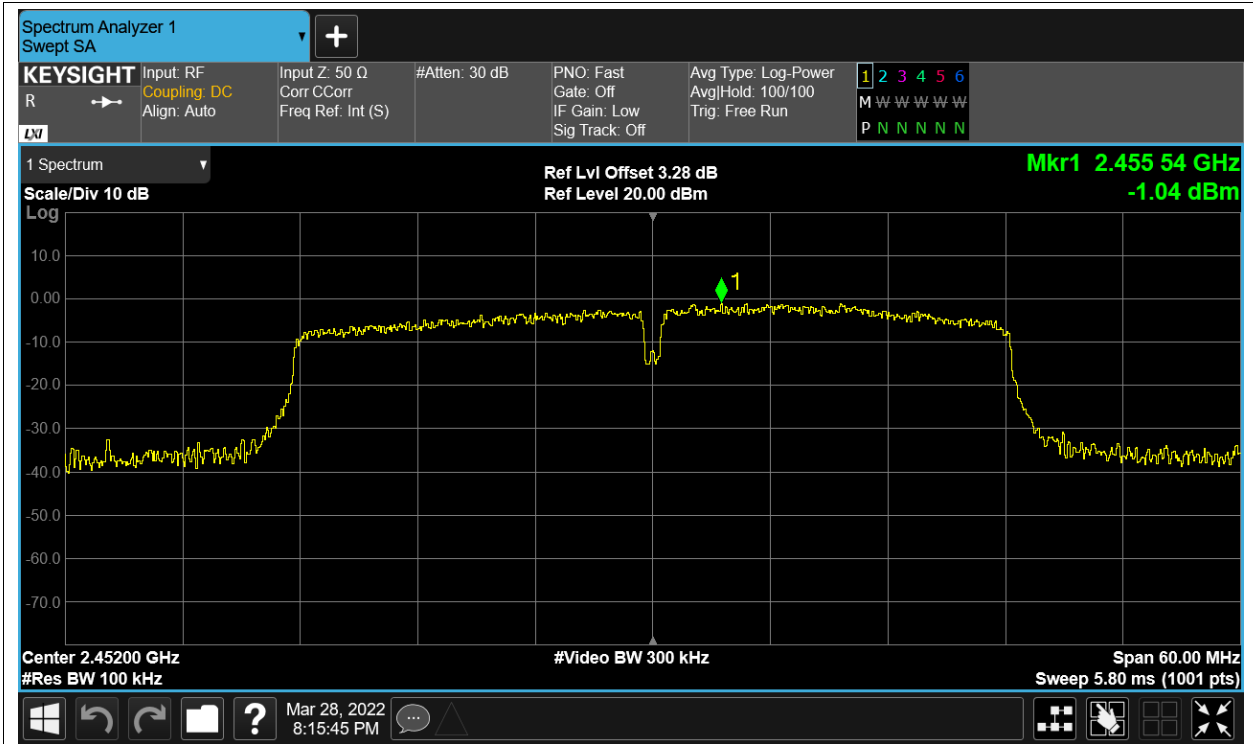 Spectrum Analyzer 1
Swept SA
KEYSIGHT
R
LXI
Input: RF
Coupling: DC
Align: Auto
Input Z: 50 Ω
Corr CCorr
Freq Ref: Int (S)
#Atten: 30 dB
PNO: Fast
Gate: Off
IF Gain: Low
Sig Track: Off
Avg Type: Log-Power
Avg|Hold: 100/100
Trig: Free Run
1 2 3 4 5 6
M W W W W W
P N N N N N
1 Spectrum
Scale/Div 10 dB
Ref Lvl Offset 3.28 dB
Ref Level 20.00 dBm
Mkr1 2.455 54 GHz
-1.04 dBm
Log
10.0
0.00
-10.0
-20.0
-30.0
-40.0
-50.0
-60.0
-70.0
1
Center 2.45200 GHz
#Res BW 100 kHz
#Video BW 300 kHz
Span 60.00 MHz
Sweep 5.80 ms (1001 pts)
?
Mar 28, 2022
8:15:45 PM